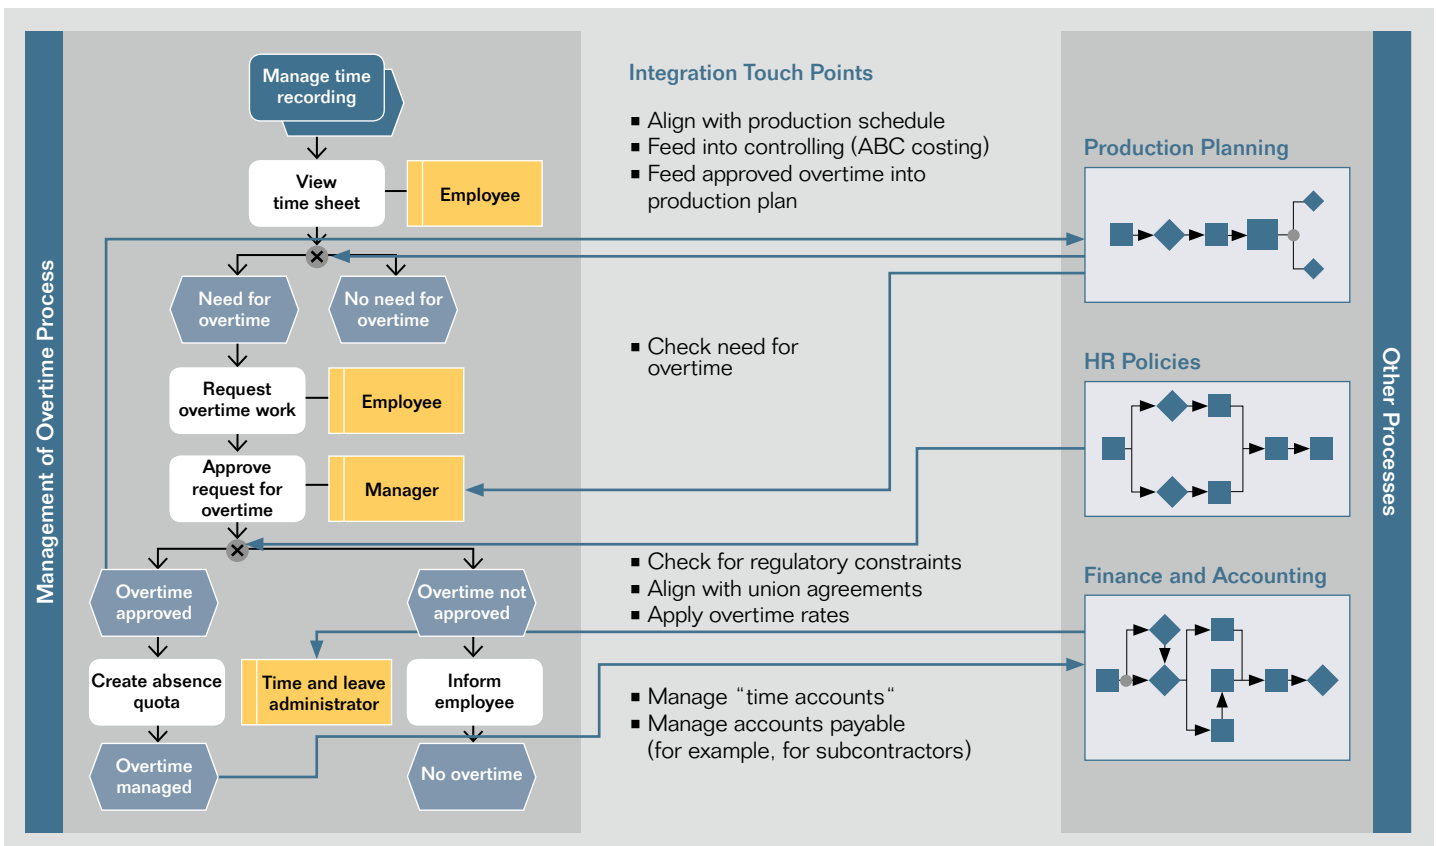 Management of Overtime Process
Manage time
recording
View
time sheet
Employee
Need for
overtime
No need for
overtime
Request
overtime work
Employee
Approve
request for
overtime
Manager
Overtime
approved
Overtime not
approved
Create absence
quota
Time and leave
administrator
Inform
employee
Overtime
managed
No overtime
Integration Touch Points
▪ Align with production schedule
▪ Feed into controlling (ABC costing)
▪ Feed approved overtime into
production plan
▪ Check need for
overtime
▪ Check for regulatory constraints
▪ Align with union agreements
▪ Apply overtime rates
▪ Manage “time accounts“
▪ Manage accounts payable
(for example, for subcontractors)
Production Planning
HR Policies
Finance and Accounting
Other Processes